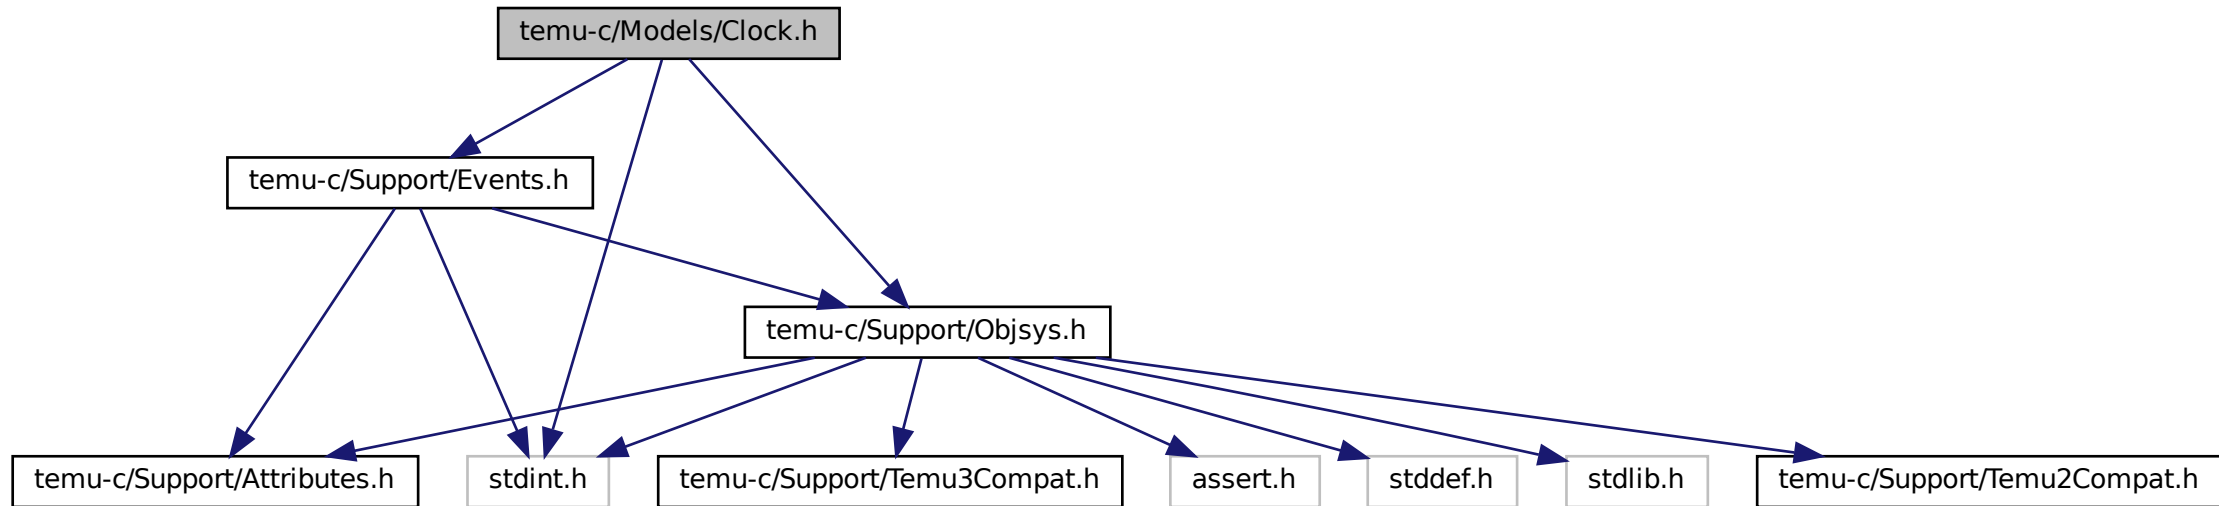 temu-c/Models/Clock.h
temu-c/Support/Events.h
temu-c/Support/Objsys.h
temu-c/Support/Attributes.h
stdint.h
temu-c/Support/Temu3Compat.h
assert.h
stddef.h
stdlib.h
temu-c/Support/Temu2Compat.h